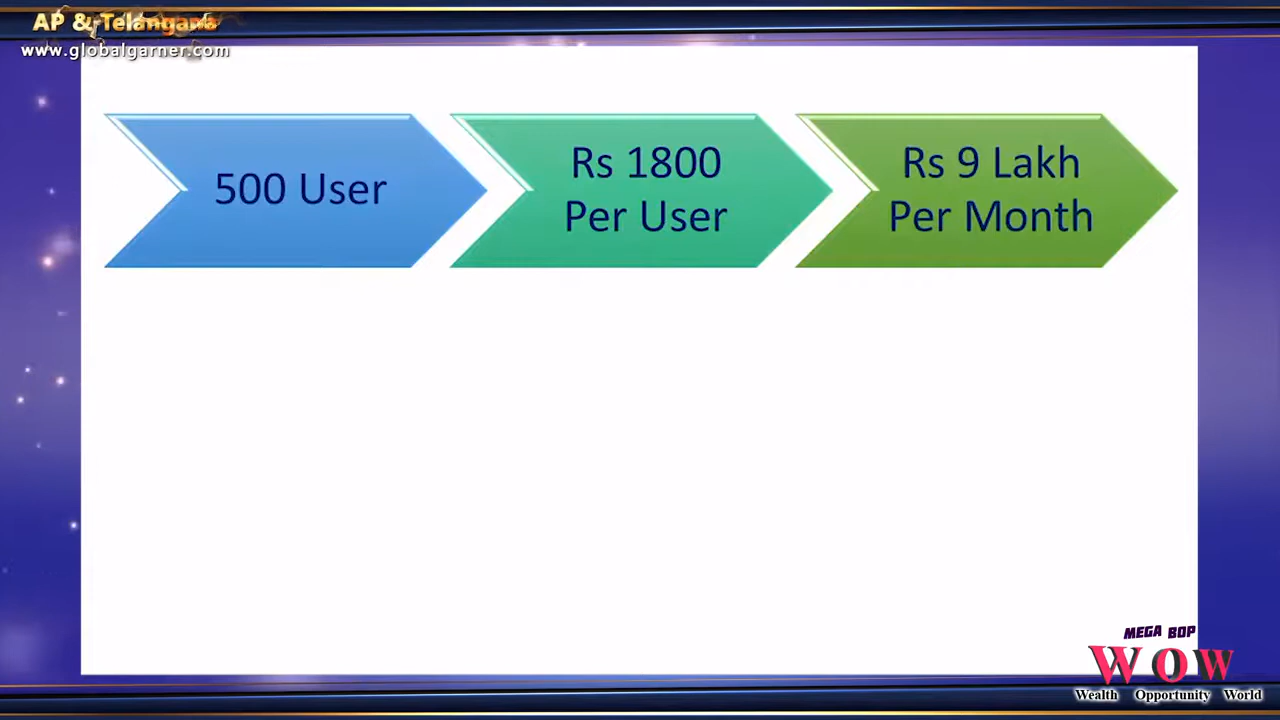 AP & Telangana
www.globalgarner.com
500 User
Rs 1800
Per User
Rs 9 Lakh
Per Month
MEGA BOP
WOW
Wealth Opportunity World